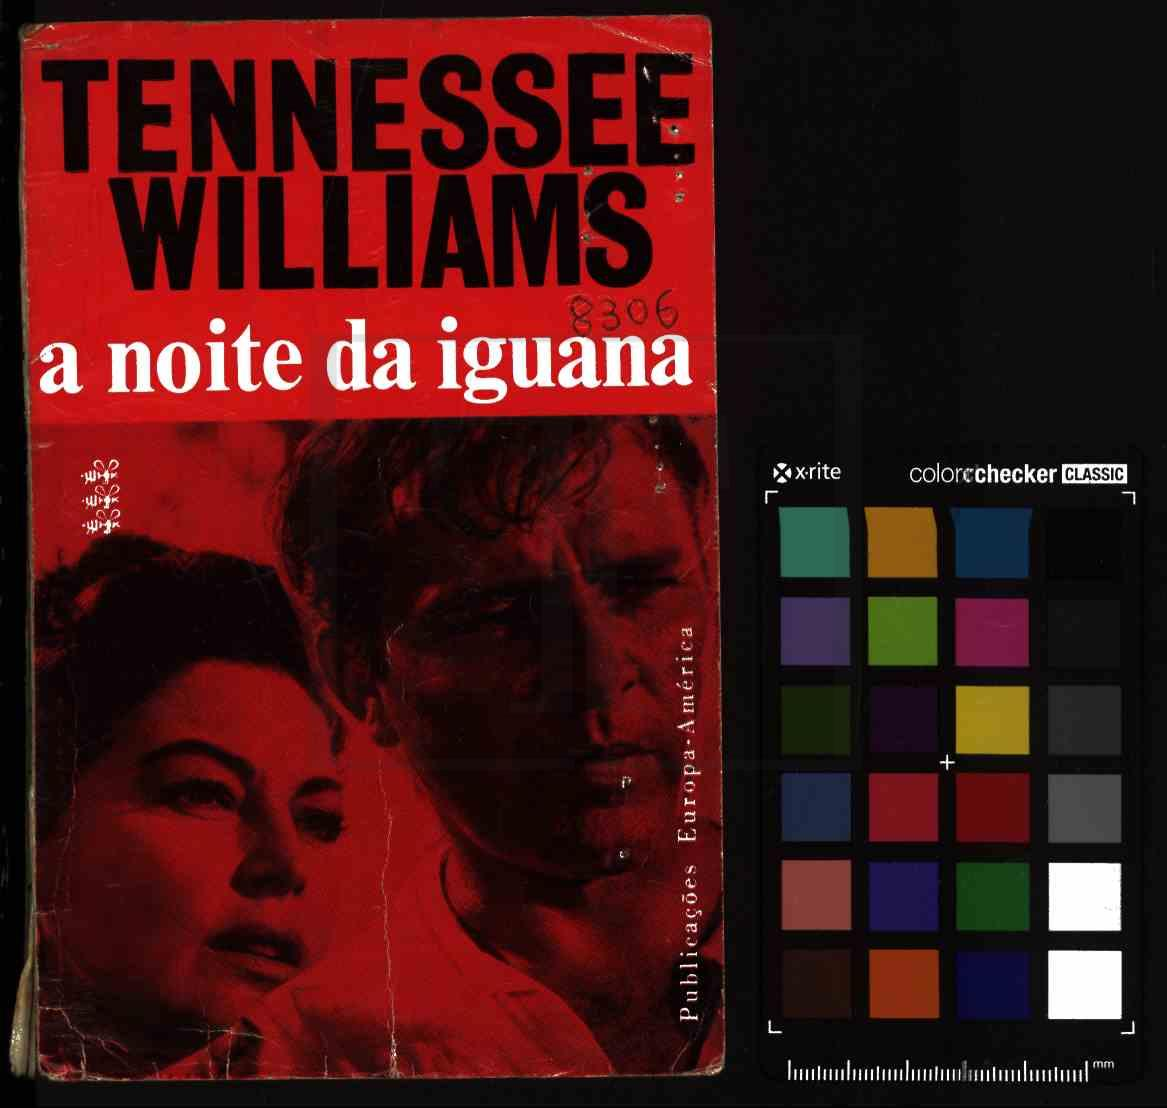 TENNESSEE
WILLIAMS
8306
a noite da iguana
Publicações Europa-América
x·rite
colorchecker CLASSIC
mm